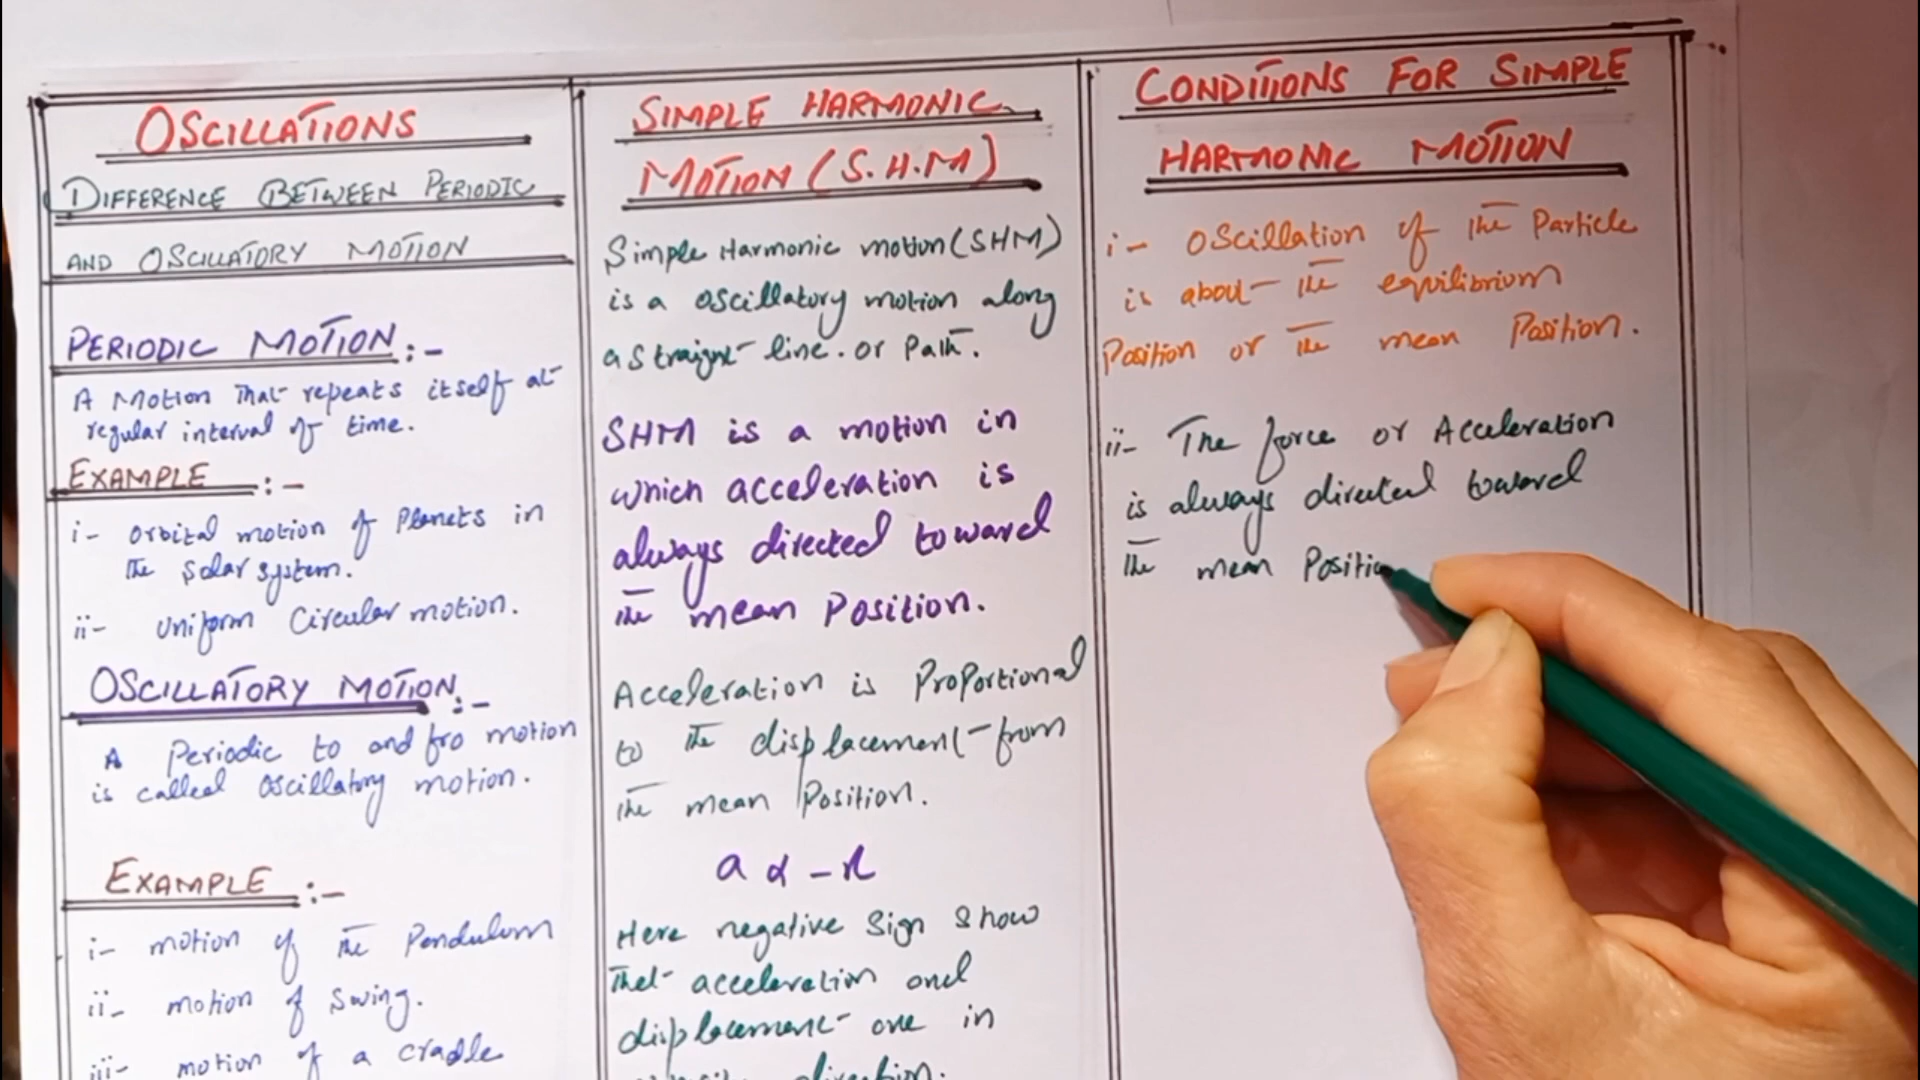 OSCILLATIONS
DIFFERENCE BETWEEN PERIODIC
AND OSCILLATORY MOTION
PERIODIC MOTION :-
A Motion That repeats itself at
regular interval of time.
EXAMPLE :-
i- orbital motion of Planets in
the Solar system.
ii- uniform Circular motion.
OSCILLATORY MOTION :-
A Periodic to and fro motion
is called oscillatory motion.
EXAMPLE :-
i- motion of the Pendulum
ii- motion of swing.
iii- motion of a cradle
SIMPLE HARMONIC
MOTION (S.H.M)
Simple Harmonic motion (SHM)
is a oscillatory motion along
a straight line. or Path.
SHM is a motion in
which acceleration is
always directed toward
the mean Position.
Acceleration is Proportional
to the displacement from
the mean Position.
a α - x
Here negative Sign show
that acceleration and
displacement are in
direction.
CONDITIONS FOR SIMPLE
HARMONIC MOTION
i- OScillation of the Particle
is about the equilibrium
Position or the mean Position.
ii- The force or Acceleration
is always directed toward
the mean Positio